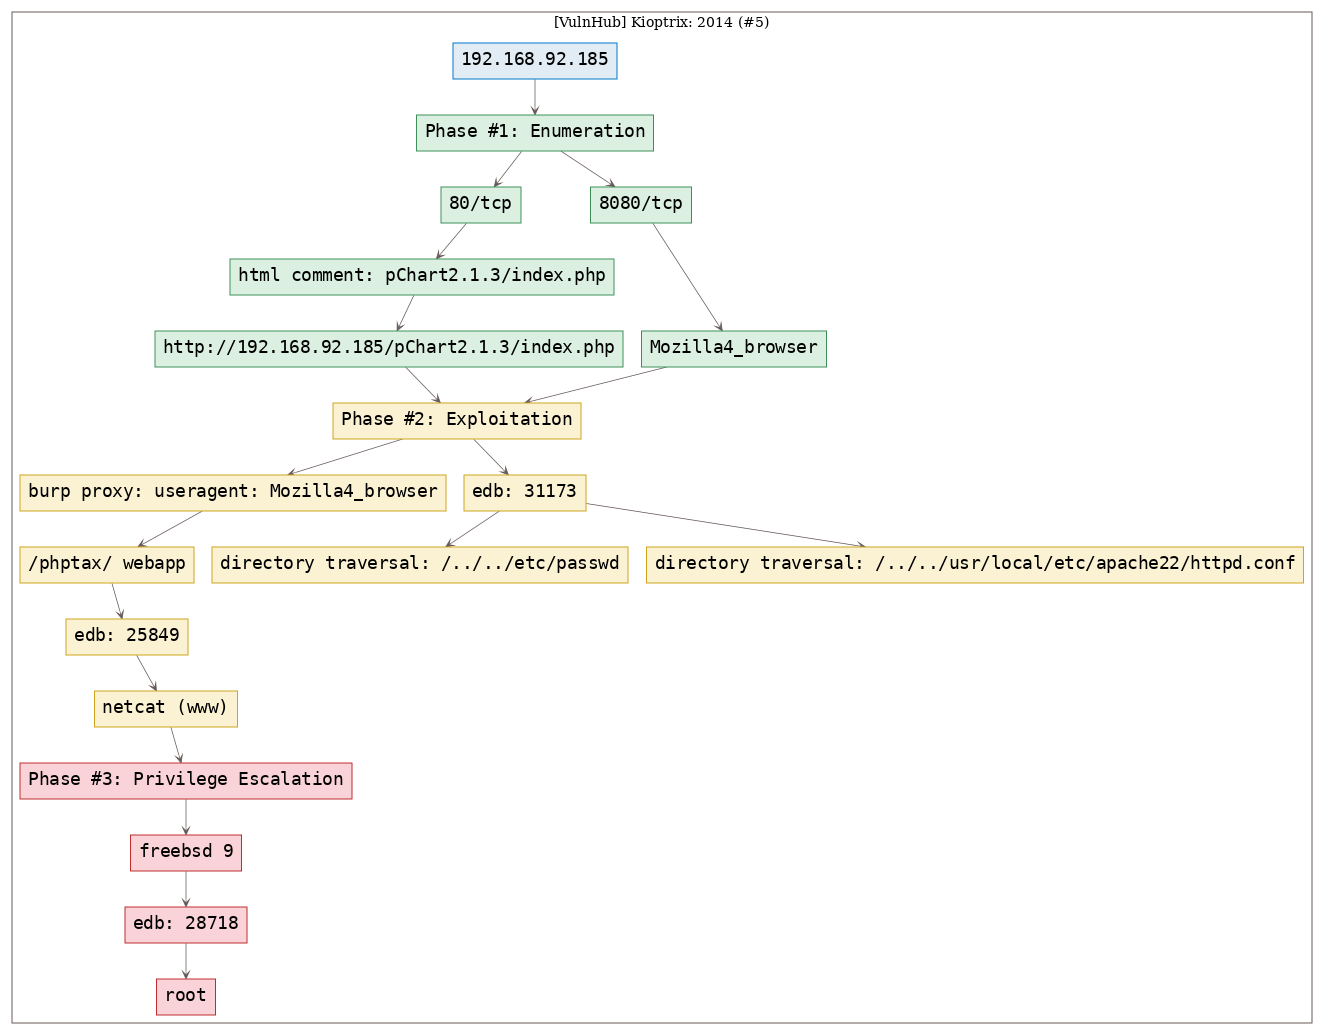 [VulnHub] Kioptrix: 2014 (#5)
192.168.92.185
Phase #1: Enumeration
80/tcp
8080/tcp
html comment: pChart2.1.3/index.php
http://192.168.92.185/pChart2.1.3/index.php
Mozilla4_browser
Phase #2: Exploitation
burp proxy: useragent: Mozilla4_browser
edb: 31173
/phptax/ webapp
directory traversal: /../../etc/passwd
directory traversal: /../../usr/local/etc/apache22/httpd.conf
edb: 25849
netcat (www)
Phase #3: Privilege Escalation
freebsd 9
edb: 28718
root